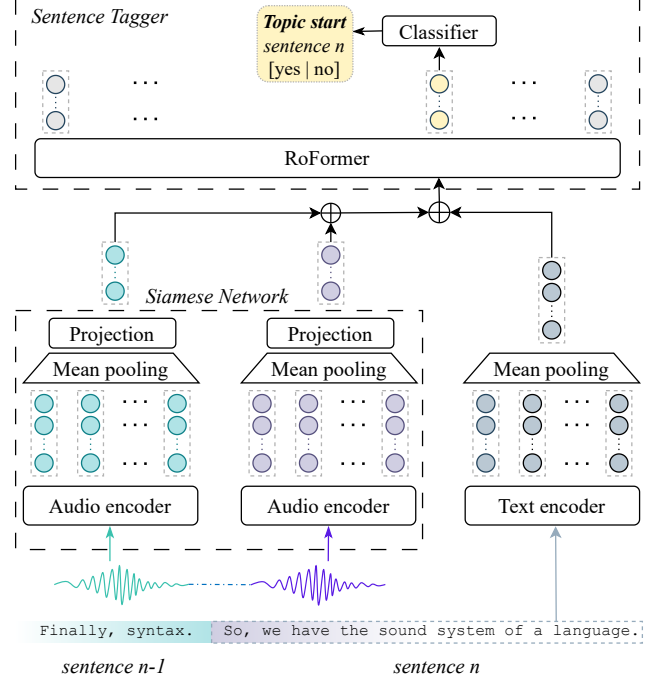 Sentence Tagger
Topic start
sentence n
[yes | no]
Classifier
... ...
... ...
RoFormer
Siamese Network
Projection Projection
Mean pooling Mean pooling Mean pooling
... ... ...
... ... ...
... ... ...
Audio encoder Audio encoder Text encoder
Finally, syntax. So, we have the sound system of a language.
sentence n-1 sentence n